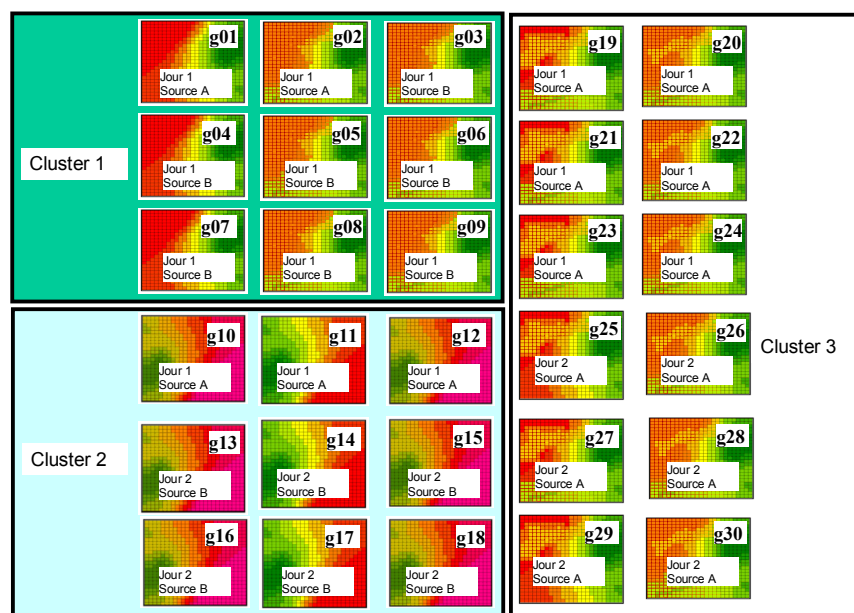 g01
Jour 1
Source A
g02
Jour 1
Source A
g03
Jour 1
Source B
Cluster 1
g04
Jour 1
Source B
g05
Jour 1
Source B
g06
Jour 1
Source B
g07
Jour 1
Source B
g08
Jour 1
Source B
g09
Jour 1
Source B
Cluster 2
g10
Jour 1
Source A
g11
Jour 1
Source A
g12
Jour 1
Source A
g13
Jour 2
Source B
g14
Jour 2
Source B
g15
Jour 2
Source B
g16
Jour 2
Source B
g17
Jour 2
Source B
g18
Jour 2
Source B
g19
Jour 1
Source A
g20
Jour 1
Source A
g21
Jour 1
Source A
g22
Jour 1
Source A
g23
Jour 1
Source A
g24
Jour 1
Source A
g25
Jour 2
Source A
g26
Jour 2
Source A
Cluster 3
g27
Jour 2
Source A
g28
Jour 2
Source A
g29
Jour 2
Source A
g30
Jour 2
Source A